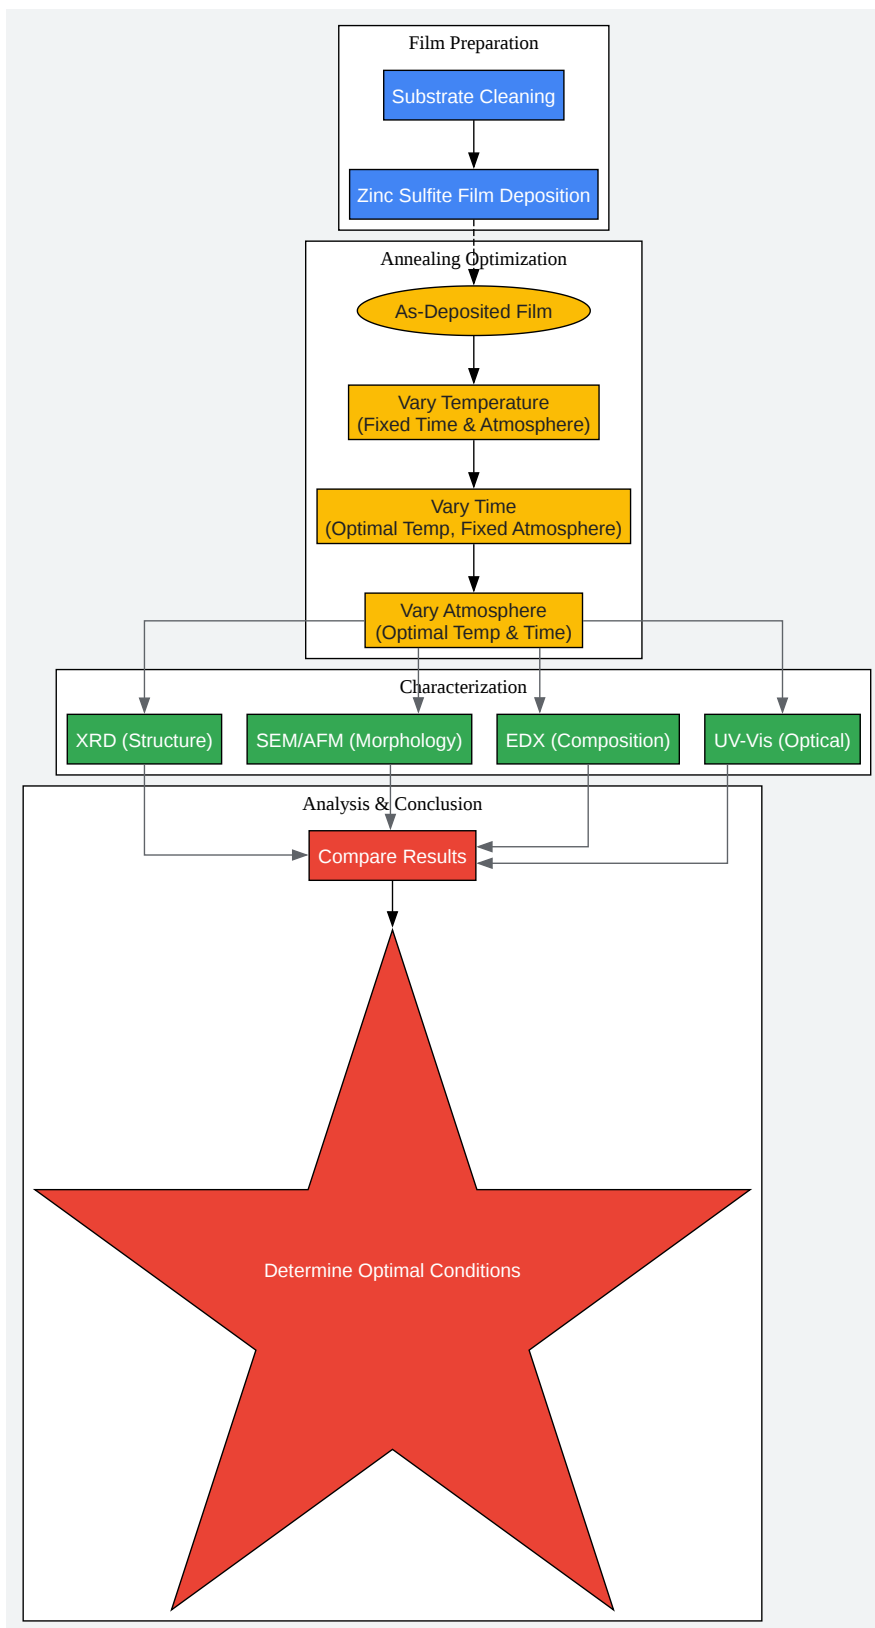 Film Preparation
Substrate Cleaning
Zinc Sulfite Film Deposition
Annealing Optimization
As-Deposited Film
Vary Temperature
(Fixed Time & Atmosphere)
Vary Time
(Optimal Temp, Fixed Atmosphere)
Vary Atmosphere
(Optimal Temp & Time)
Characterization
XRD (Structure)
SEM/AFM (Morphology)
EDX (Composition)
UV-Vis (Optical)
Analysis & Conclusion
Compare Results
Determine Optimal Conditions